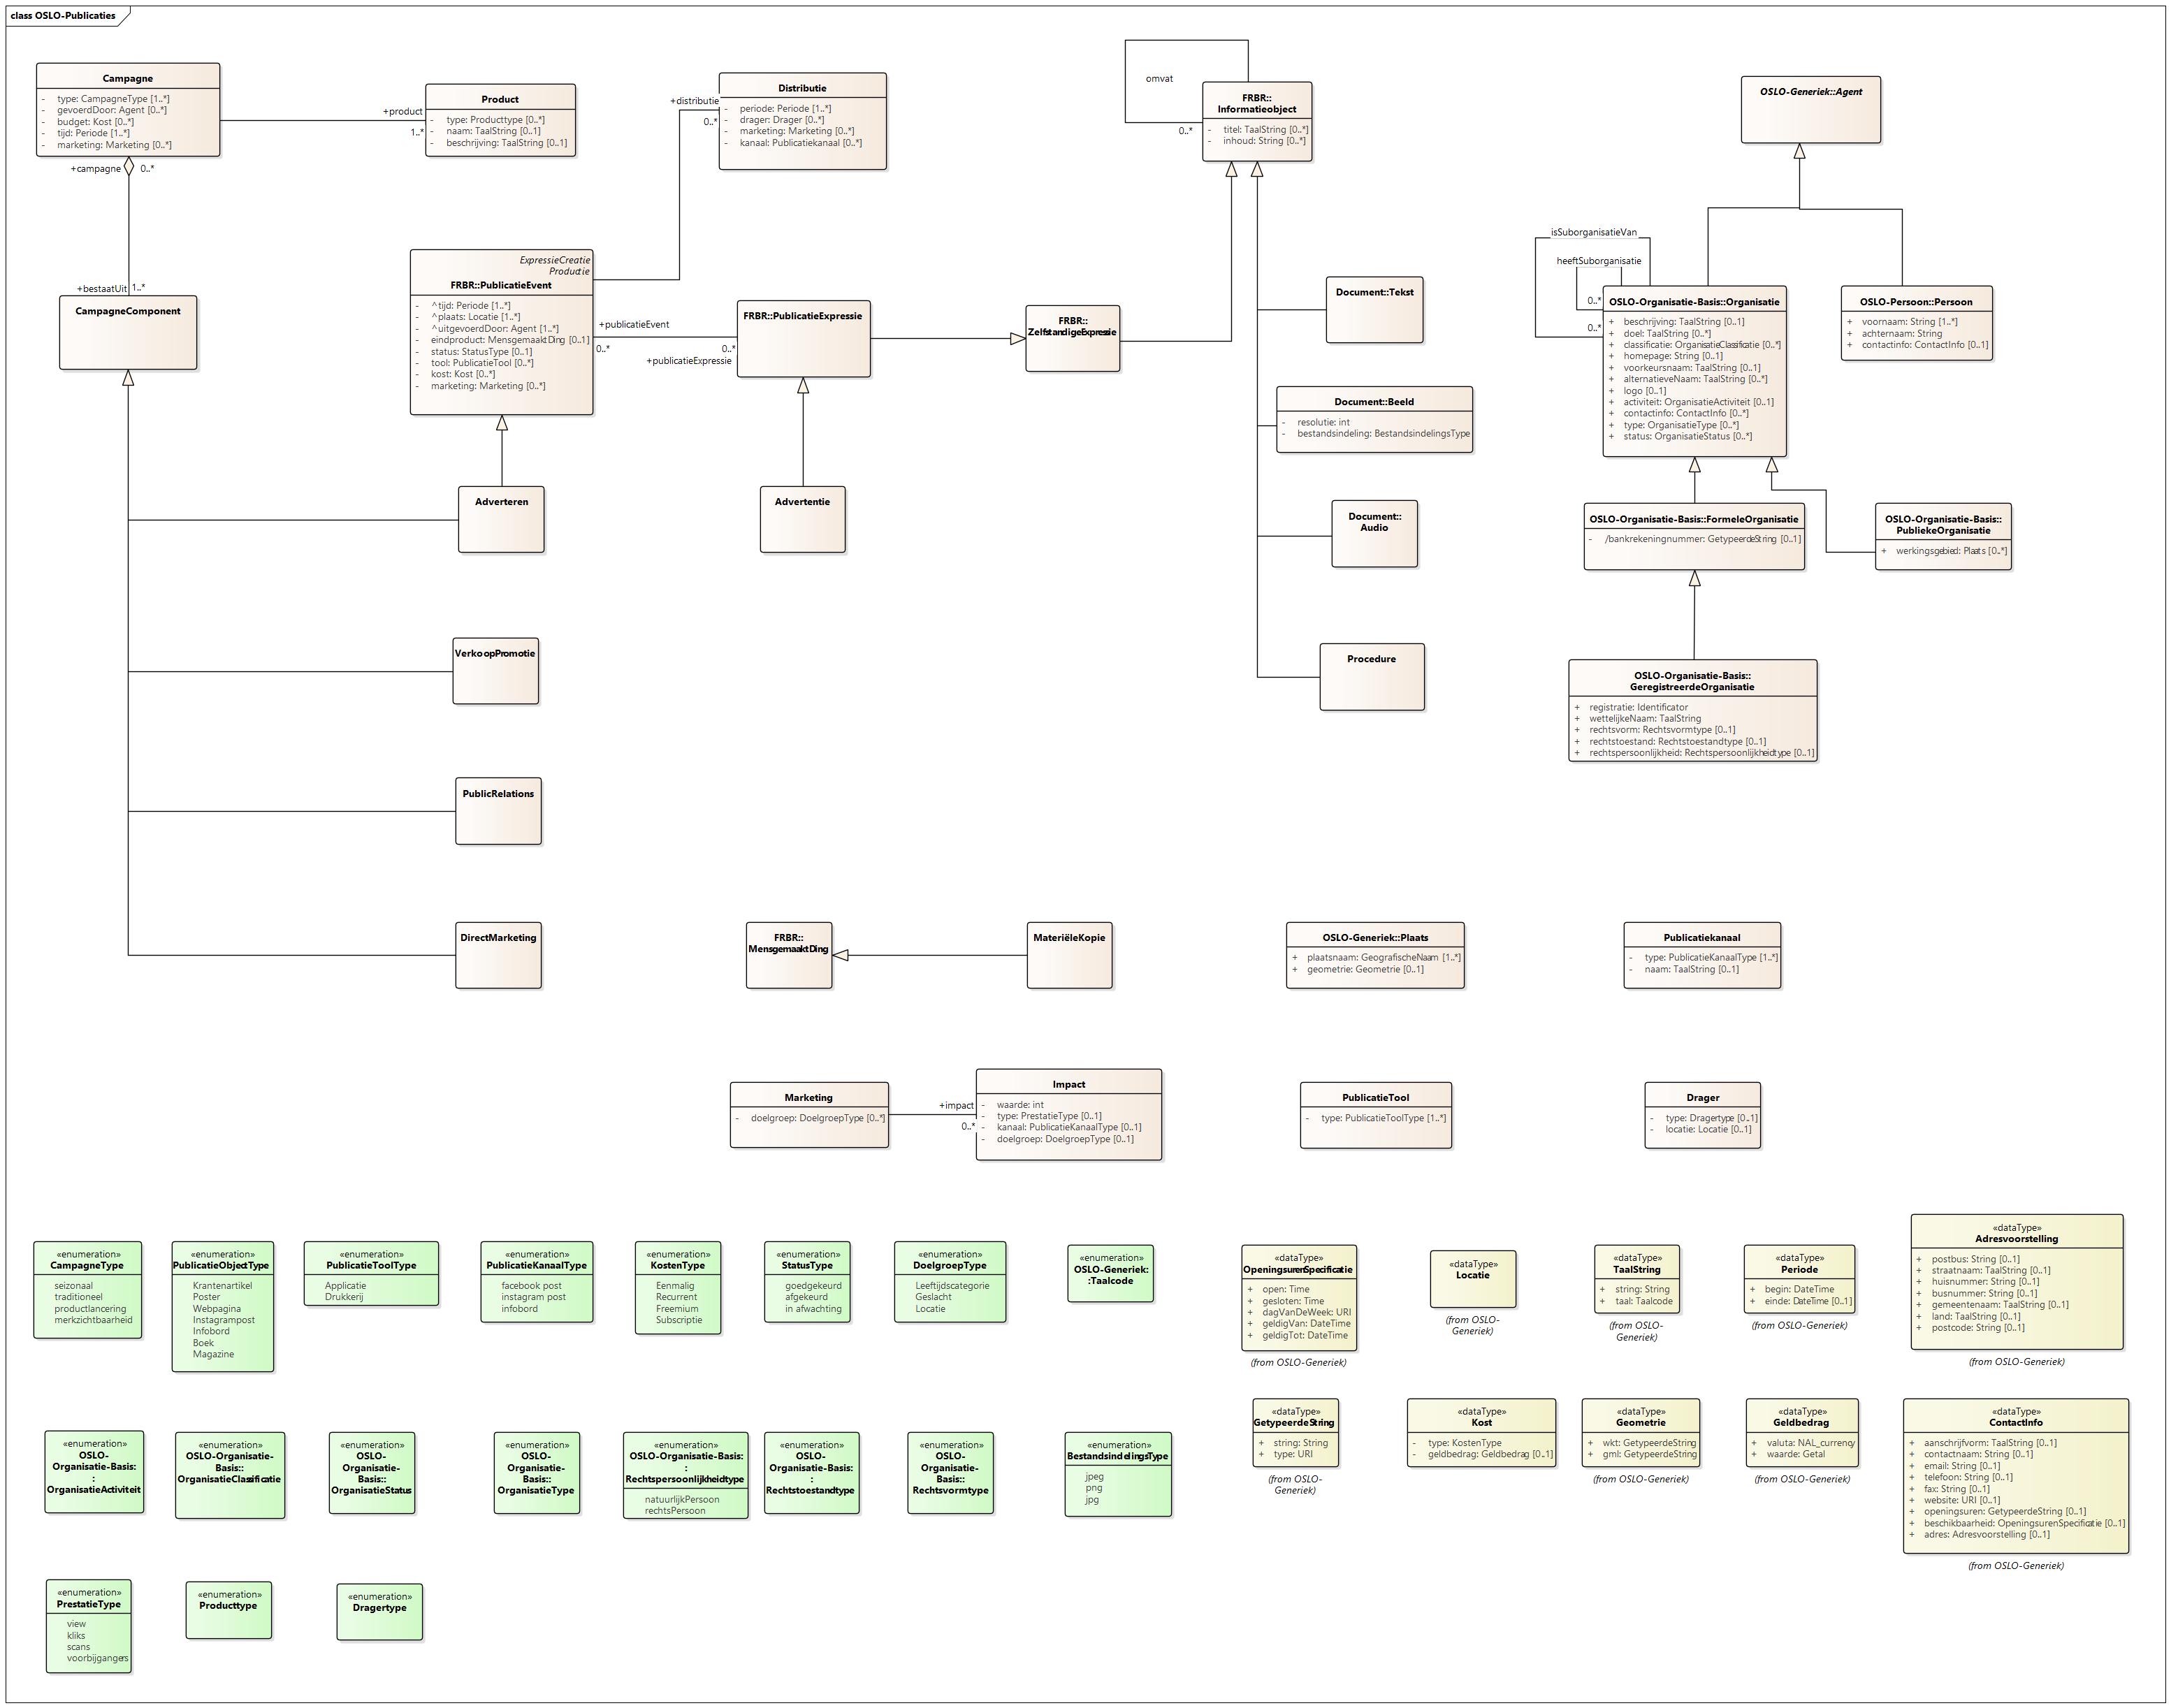 class OSLO-Publicaties
Campagne
- type: CampagneType [1..*]
- gevoerdDoor: Agent [0..*]
- budget: Kost [0..*]
- tijd: Periode [1..*]
- marketing: Marketing [0..*]
+campagne 0..*
+product
1..*
Product
- type: Producttype [0..*]
- naam: TaalString [0..1]
- beschrijving: TaalString [0..1]
+distributie
0..*
Distributie
- periode: Periode [1..*]
- drager: Drager [0..*]
- marketing: Marketing [0..*]
- kanaal: Publicatiekanaal [0..*]
omvat
0..*
FRBR::
Informatieobject
- titel: TaalString [0..*]
- inhoud: String [0..*]
OSLO-Generiek::Agent
+bestaatUit 1..*
CampagneComponent
ExpressieCreatie
Productie
FRBR::PublicatieEvent
- ^tijd: Periode [1..*]
- ^plaats: Locatie [1..*]
- ^uitgevoerdDoor: Agent [1..*]
- eindproduct: MensgemaaktDing [0..1]
- status: StatusType [0..1]
- tool: PublicatieTool [0..*]
- kost: Kost [0..*]
- marketing: Marketing [0..*]
+publicatieEvent
0..*
0..*
+publicatieExpressie
FRBR::PublicatieExpressie
FRBR::
ZelfstandigeExpressie
Document::Tekst
Document::Beeld
- resolutie: int
- bestandsindeling: BestandsindelingsType
Document::
Audio
Procedure
isSuborganisatieVan
heeftSuborganisatie
0..*
0..*
OSLO-Organisatie-Basis::Organisatie
+ beschrijving: TaalString [0..1]
+ doel: TaalString [0..*]
+ classificatie: OrganisatieClassificatie [0..*]
+ homepage: String [0..1]
+ voorkeursnaam: TaalString [0..1]
+ alternatieveNaam: TaalString [0..*]
+ logo [0..1]
+ activiteit: OrganisatieActiviteit [0..1]
+ contactinfo: ContactInfo [0..*]
+ type: OrganisatieType [0..*]
+ status: OrganisatieStatus [0..*]
OSLO-Persoon::Persoon
+ voornaam: String [1..*]
+ achternaam: String
+ contactinfo: ContactInfo [0..1]
OSLO-Organisatie-Basis::FormeleOrganisatie
- /bankrekeningnummer: GetypeerdeString [0..1]
OSLO-Organisatie-Basis::
PubliekeOrganisatie
+ werkingsgebied: Plaats [0..*]
OSLO-Organisatie-Basis::
GeregistreerdeOrganisatie
+ registratie: Identificator
+ wettelijkeNaam: TaalString
+ rechtsvorm: Rechtsvormtype [0..1]
+ rechtstoestand: Rechtstoestandtype [0..1]
+ rechtspersoonlijkheid: Rechtspersoonlijkheidtype [0..1]
Adverteren
Advertentie
VerkoopPromotie
PublicRelations
DirectMarketing
FRBR::
MensgemaaktDing
MateriëleKopie
OSLO-Generiek::Plaats
+ plaatsnaam: GeografischeNaam [1..*]
+ geometrie: Geometrie [0..1]
Publicatiekanaal
- type: PublicatieKanaalType [1..*]
- naam: TaalString [0..1]
Marketing
- doelgroep: DoelgroepType [0..*]
+impact
0..*
Impact
- waarde: int
- type: PrestatieType [0..1]
- kanaal: PublicatieKanaalType [0..1]
- doelgroep: DoelgroepType [0..1]
PublicatieTool
- type: PublicatieToolType [1..*]
Drager
- type: Dragertype [0..1]
- locatie: Locatie [0..1]
«enumeration»
CampagneType
seizonaal
traditioneel
productlancering
merkzichtbaarheid
«enumeration»
PublicatieObjectType
Krantenartikel
Poster
Webpagina
Instagrampost
Infobord
Boek
Magazine
«enumeration»
PublicatieToolType
Applicatie
Drukkerij
«enumeration»
PublicatieKanaalType
facebook post
instagram post
infobord
«enumeration»
KostenType
Eenmalig
Recurrent
Freemium
Subscriptie
«enumeration»
StatusType
goedgekeurd
afgekeurd
in afwachting
«enumeration»
DoelgroepType
Leeftijdscategorie
Geslacht
Locatie
«enumeration»
OSLO-Generiek:
:Taalcode
«dataType»
OpeningsurenSpecificatie
+ open: Time
+ gesloten: Time
+ dagVanDeWeek: URI
+ geldigVan: DateTime
+ geldigTot: DateTime
(from OSLO-Generiek)
«dataType»
Locatie
(from OSLO-
Generiek)
«dataType»
TaalString
+ string: String
+ taal: Taalcode
(from OSLO-
Generiek)
«dataType»
Periode
+ begin: DateTime
+ einde: DateTime [0..1]
(from OSLO-Generiek)
«dataType»
Adresvoorstelling
+ postbus: String [0..1]
+ straatnaam: TaalString [0..1]
+ huisnummer: String [0..1]
+ busnummer: String [0..1]
+ gemeentenaam: TaalString [0..1]
+ land: TaalString [0..1]
+ postcode: String [0..1]
(from OSLO-Generiek)
«enumeration»
OSLO-
Organisatie-Basis:
:
OrganisatieActiviteit
«enumeration»
OSLO-Organisatie-
Basis::
OrganisatieClassificatie
«enumeration»
OSLO-
Organisatie-
Basis::
OrganisatieStatus
«enumeration»
OSLO-
Organisatie-
Basis::
OrganisatieType
«enumeration»
OSLO-Organisatie-Basis:
:
Rechtspersoonlijkheidtype
natuurlijkPersoon
rechtsPersoon
«enumeration»
OSLO-
Organisatie-Basis:
:
Rechtstoestandtype
«enumeration»
OSLO-
Organisatie-
Basis::
Rechtsvormtype
«enumeration»
BestandsindelingsType
jpeg
png
jpg
«dataType»
GetypeerdeString
+ string: String
+ type: URI
(from OSLO-
Generiek)
«dataType»
Kost
- type: KostenType
- geldbedrag: Geldbedrag [0..1]
«dataType»
Geometrie
+ wkt: GetypeerdeString
+ gml: GetypeerdeString
(from OSLO-Generiek)
«dataType»
Geldbedrag
+ valuta: NAL_currency
+ waarde: Getal
(from OSLO-Generiek)
«dataType»
ContactInfo
+ aanschrijfvorm: TaalString [0..1]
+ contactnaam: String [0..1]
+ email: String [0..1]
+ telefoon: String [0..1]
+ fax: String [0..1]
+ website: URI [0..1]
+ openingsuren: GetypeerdeString [0..1]
+ beschikbaarheid: OpeningsurenSpecificatie [0..1]
+ adres: Adresvoorstelling [0..1]
(from OSLO-Generiek)
«enumeration»
PrestatieType
view
kliks
scans
voorbijgangers
«enumeration»
Producttype
«enumeration»
Dragertype